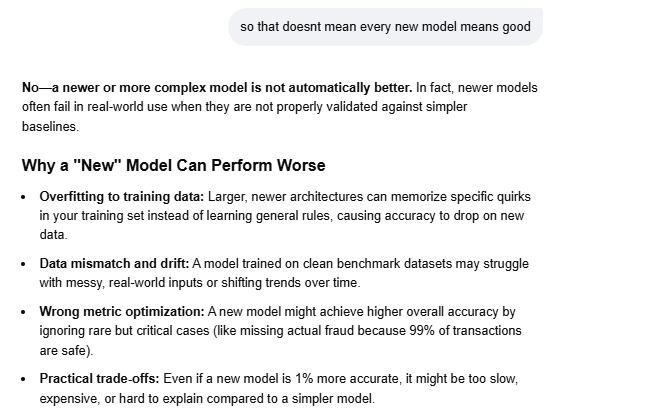 so that doesnt mean every new model means good
No—a newer or more complex model is not automatically better. In fact, newer models
often fail in real-world use when they are not properly validated against simpler
baselines.
Why a "New" Model Can Perform Worse
• Overfitting to training data: Larger, newer architectures can memorize specific quirks
in your training set instead of learning general rules, causing accuracy to drop on new
data.
• Data mismatch and drift: A model trained on clean benchmark datasets may struggle
with messy, real-world inputs or shifting trends over time.
• Wrong metric optimization: A new model might achieve higher overall accuracy by
ignoring rare but critical cases (like missing actual fraud because 99% of transactions
are safe).
• Practical trade-offs: Even if a new model is 1% more accurate, it might be too slow,
expensive, or hard to explain compared to a simpler model.